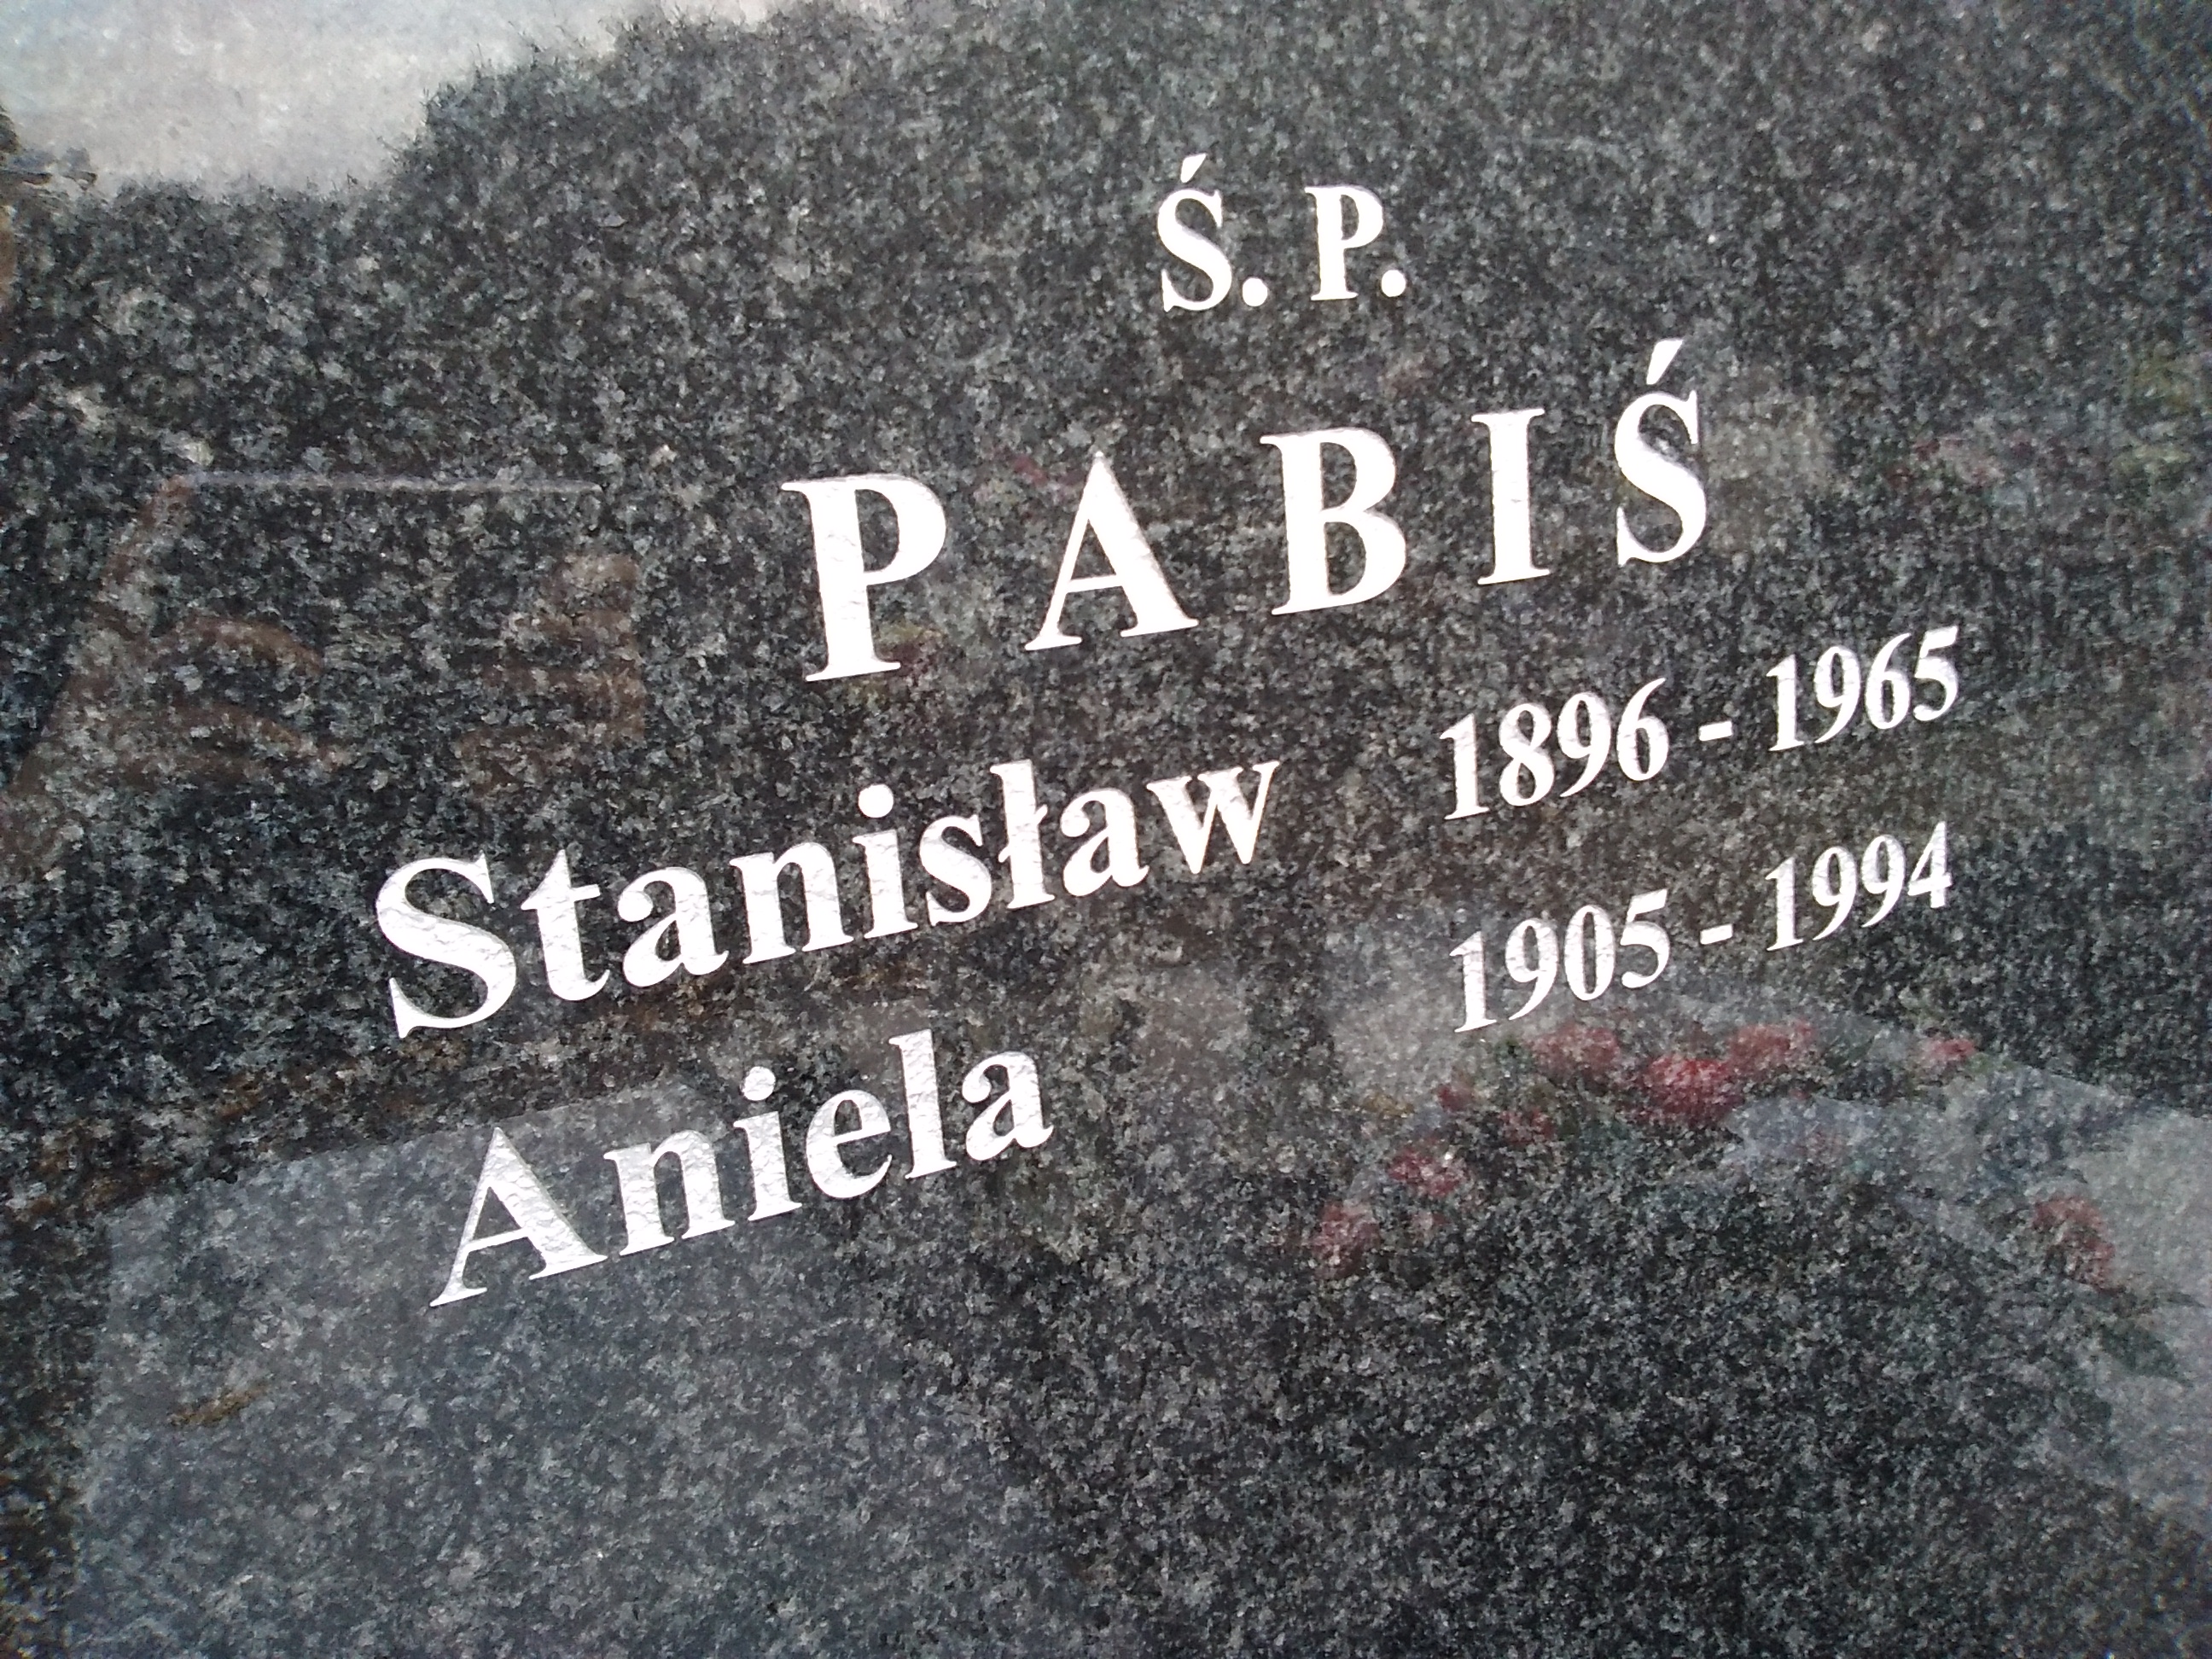 Ś. P.
PABIŚ
Stanisław 1896 - 1965
Aniela 1905 - 1994